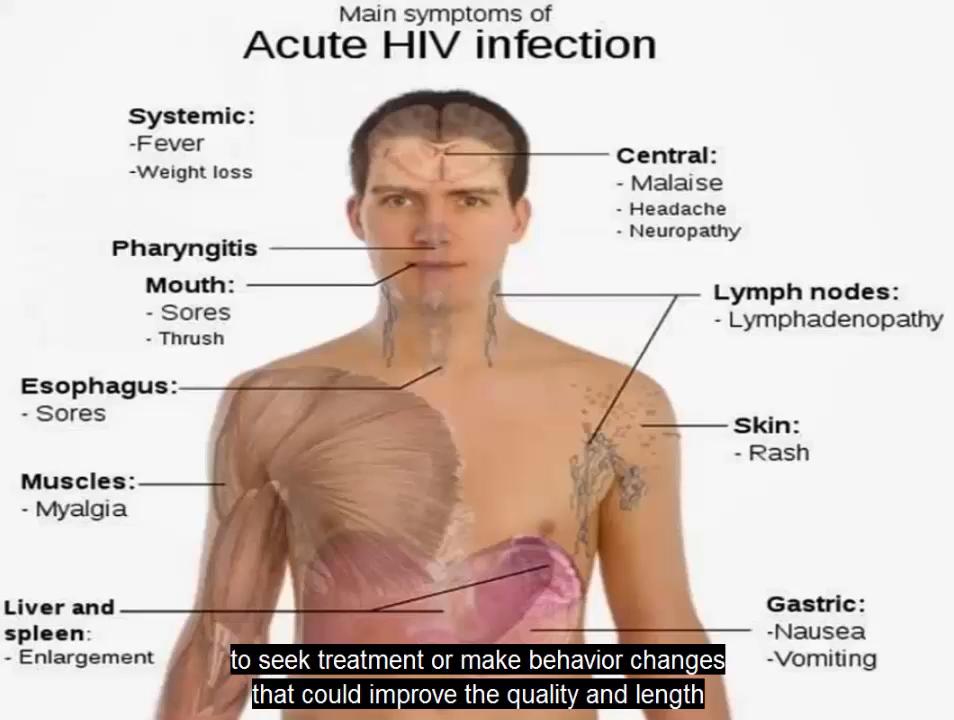 Main symptoms of
Acute HIV infection
Systemic:
-Fever
-Weight loss
Central:
- Malaise
- Headache
- Neuropathy
Pharyngitis
Mouth:
- Sores
- Thrush
Lymph nodes:
- Lymphadenopathy
Esophagus:
- Sores
Skin:
- Rash
Muscles:
- Myalgia
Liver and
spleen:
- Enlargement
Gastric:
-Nausea
-Vomiting
to seek treatment or make behavior changes
that could improve the quality and length